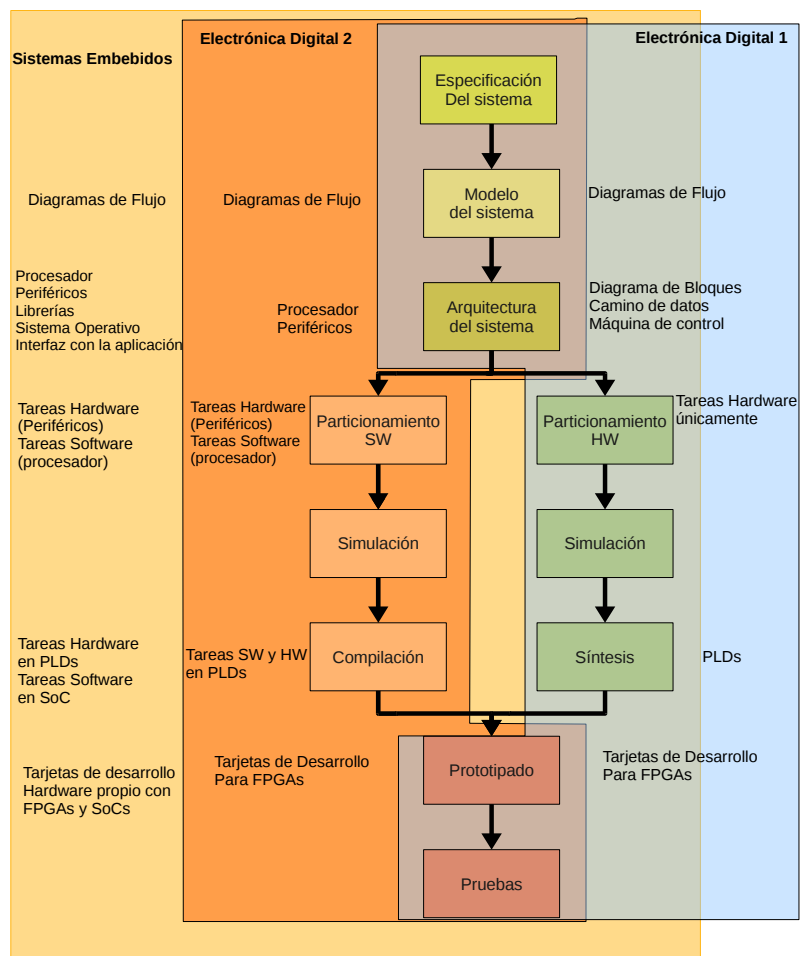 Sistemas Embebidos
Electrónica Digital 2
Electrónica Digital 1
Especificación
Del sistema
Diagramas de Flujo
Diagramas de Flujo
Modelo
del sistema
Diagramas de Flujo
Procesador
Periféricos
Librerías
Sistema Operativo
Interfaz con la aplicación
Procesador
Periféricos
Arquitectura
del sistema
Diagrama de Bloques
Camino de datos
Máquina de control
Tareas Hardware
(Periféricos)
Tareas Software
(procesador)
Tareas Hardware
(Periféricos)
Tareas Software
(procesador)
Particionamiento
SW
Particionamiento
HW
Tareas Hardware
únicamente
Simulación
Simulación
Tareas Hardware
en PLDs
Tareas Software
en SoC
Tareas SW y HW
en PLDs
Compilación
Síntesis
PLDs
Tarjetas de desarrollo
Hardware propio con
FPGAs y SoCs
Tarjetas de Desarrollo
Para FPGAs
Prototipado
Tarjetas de Desarrollo
Para FPGAs
Pruebas